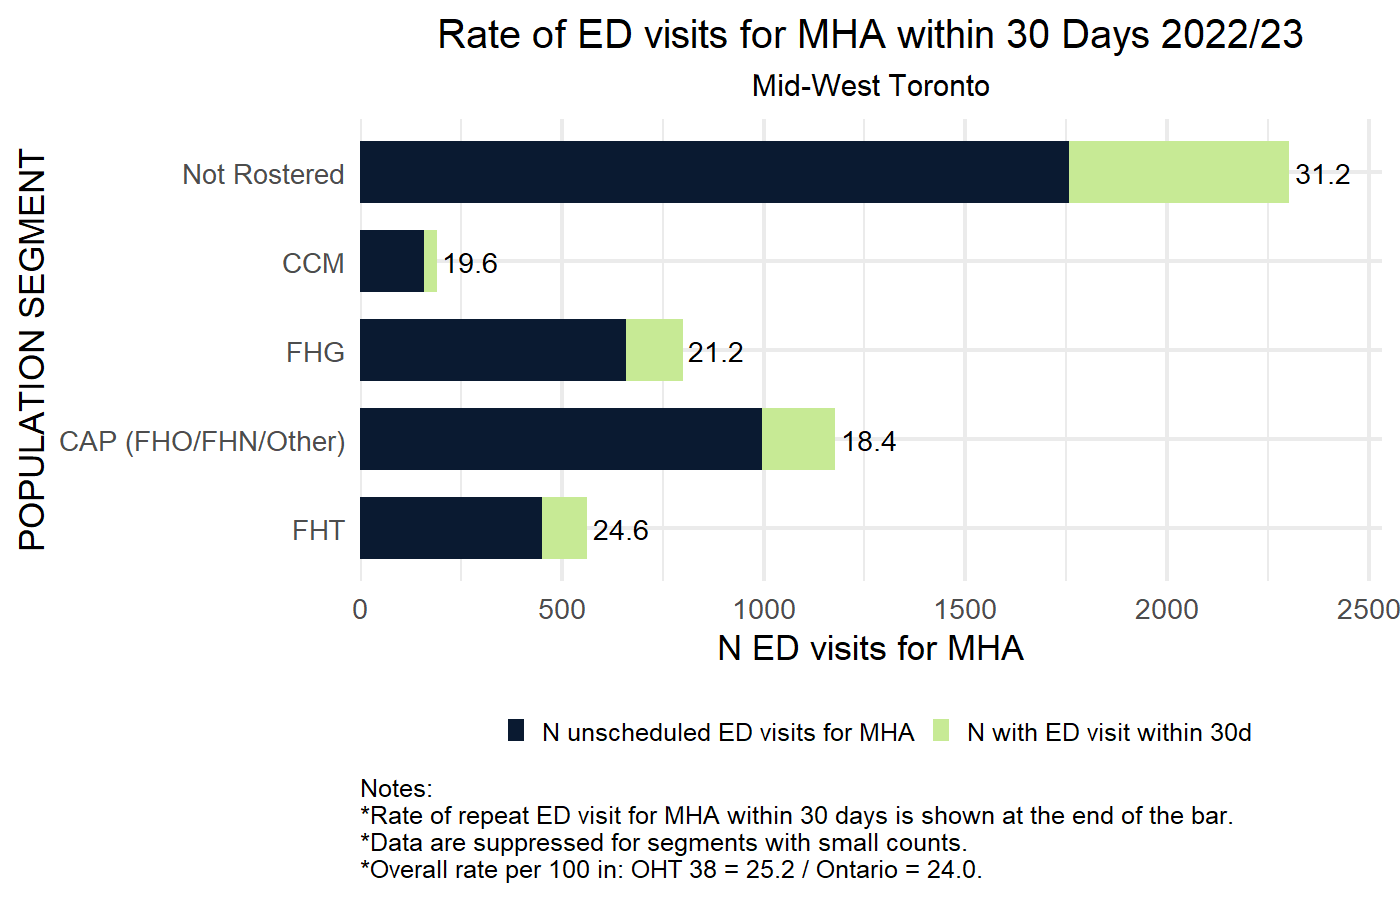 Rate of ED visits for MHA within 30 Days 2022/23
Mid-West Toronto
POPULATION SEGMENT
Not Rostered
31.2
CCM
19.6
FHG
21.2
CAP (FHO/FHN/Other)
18.4
FHT
24.6
0 500 1000 1500 2000 2500
N ED visits for MHA
N unscheduled ED visits for MHA N with ED visit within 30d
Notes:
*Rate of repeat ED visit for MHA within 30 days is shown at the end of the bar.
*Data are suppressed for segments with small counts.
*Overall rate per 100 in: OHT 38 = 25.2 / Ontario = 24.0.